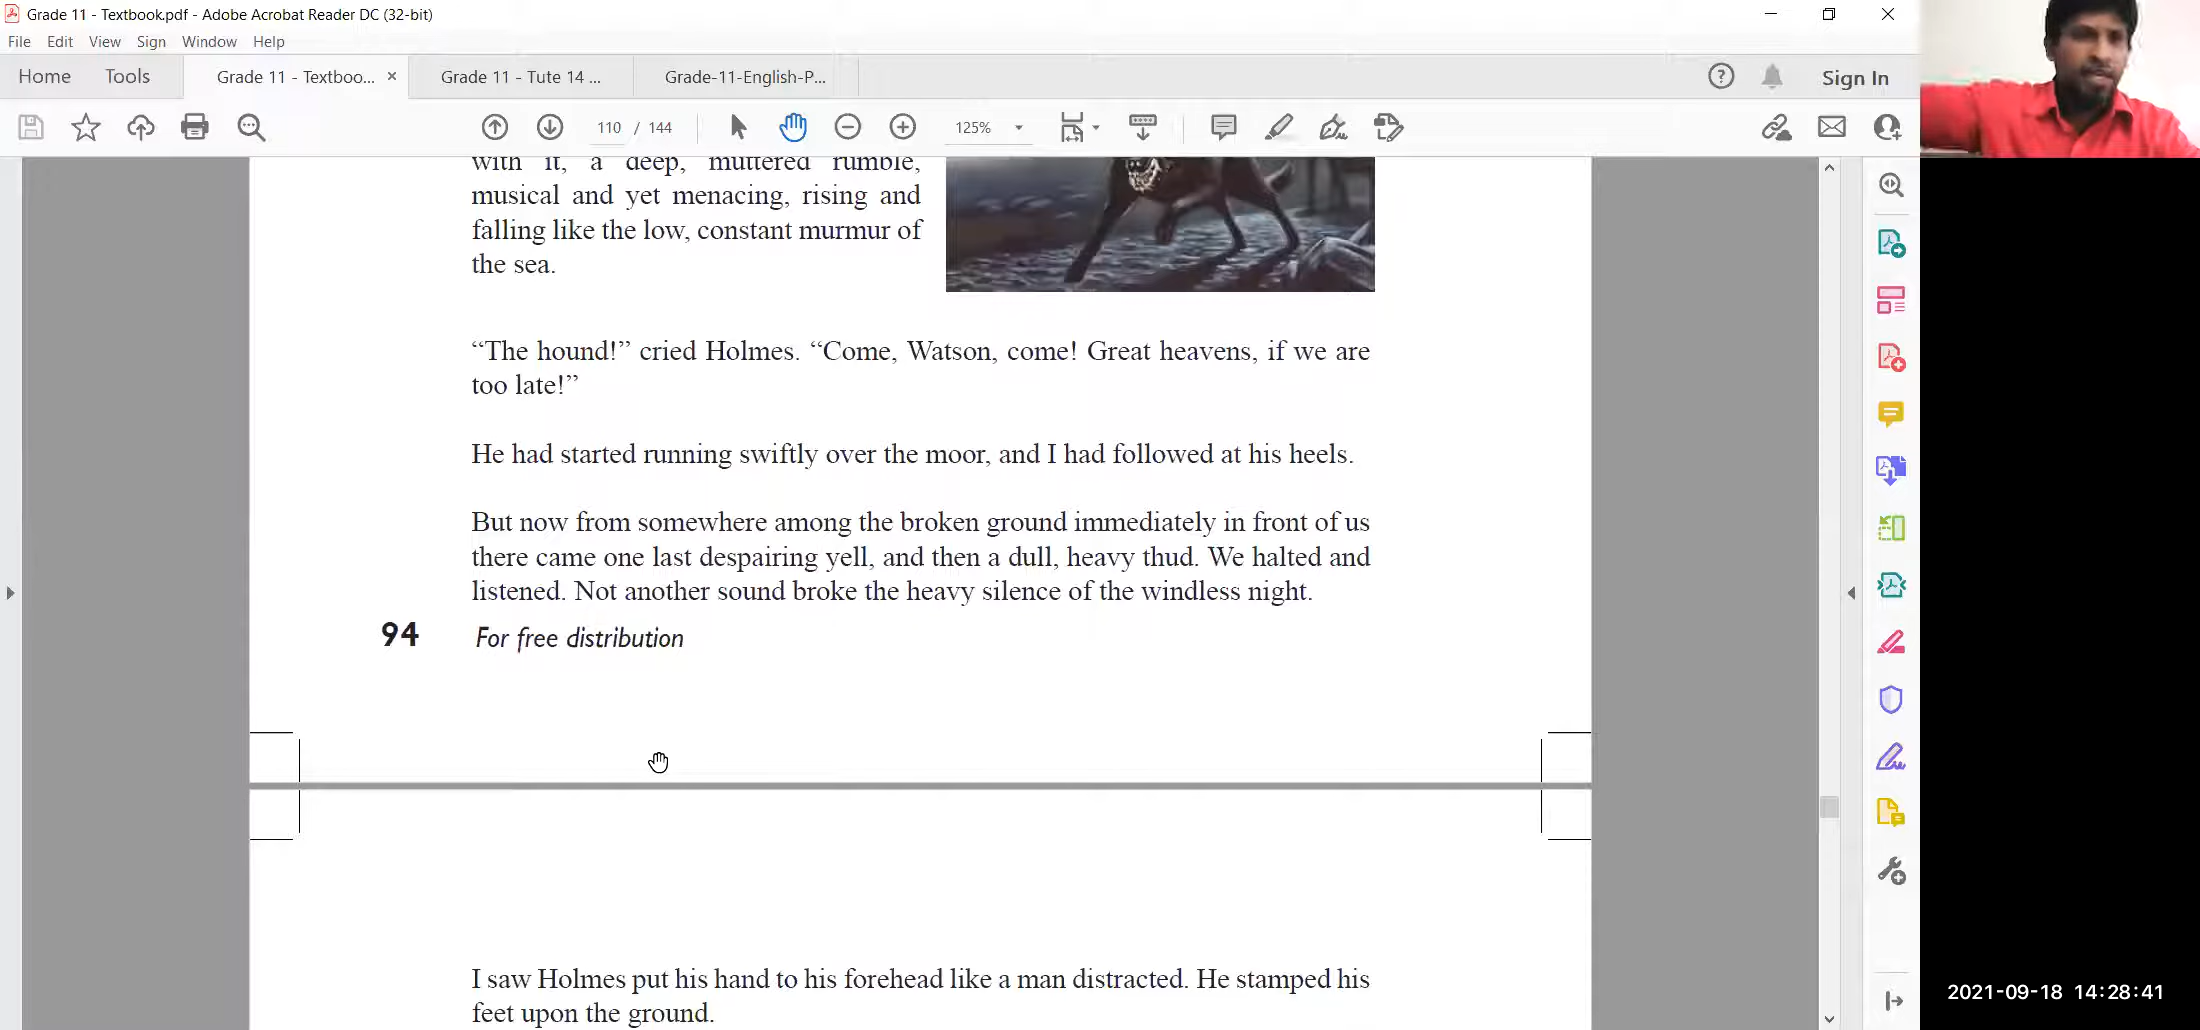 Grade 11 - Textbook.pdf - Adobe Acrobat Reader DC (32-bit)
File Edit View Sign Window Help
Home Tools Grade 11 - Textboo... × Grade 11 - Tute 14 ... Grade-11-English-P... Sign In
110 / 144 125%
with it, a deep, muttered rumble,
musical and yet menacing, rising and
falling like the low, constant murmur of
the sea.
“The hound!” cried Holmes. “Come, Watson, come! Great heavens, if we are
too late!”
He had started running swiftly over the moor, and I had followed at his heels.
But now from somewhere among the broken ground immediately in front of us
there came one last despairing yell, and then a dull, heavy thud. We halted and
listened. Not another sound broke the heavy silence of the windless night.
94 For free distribution
I saw Holmes put his hand to his forehead like a man distracted. He stamped his
feet upon the ground.
2021-09-18 14:28:41